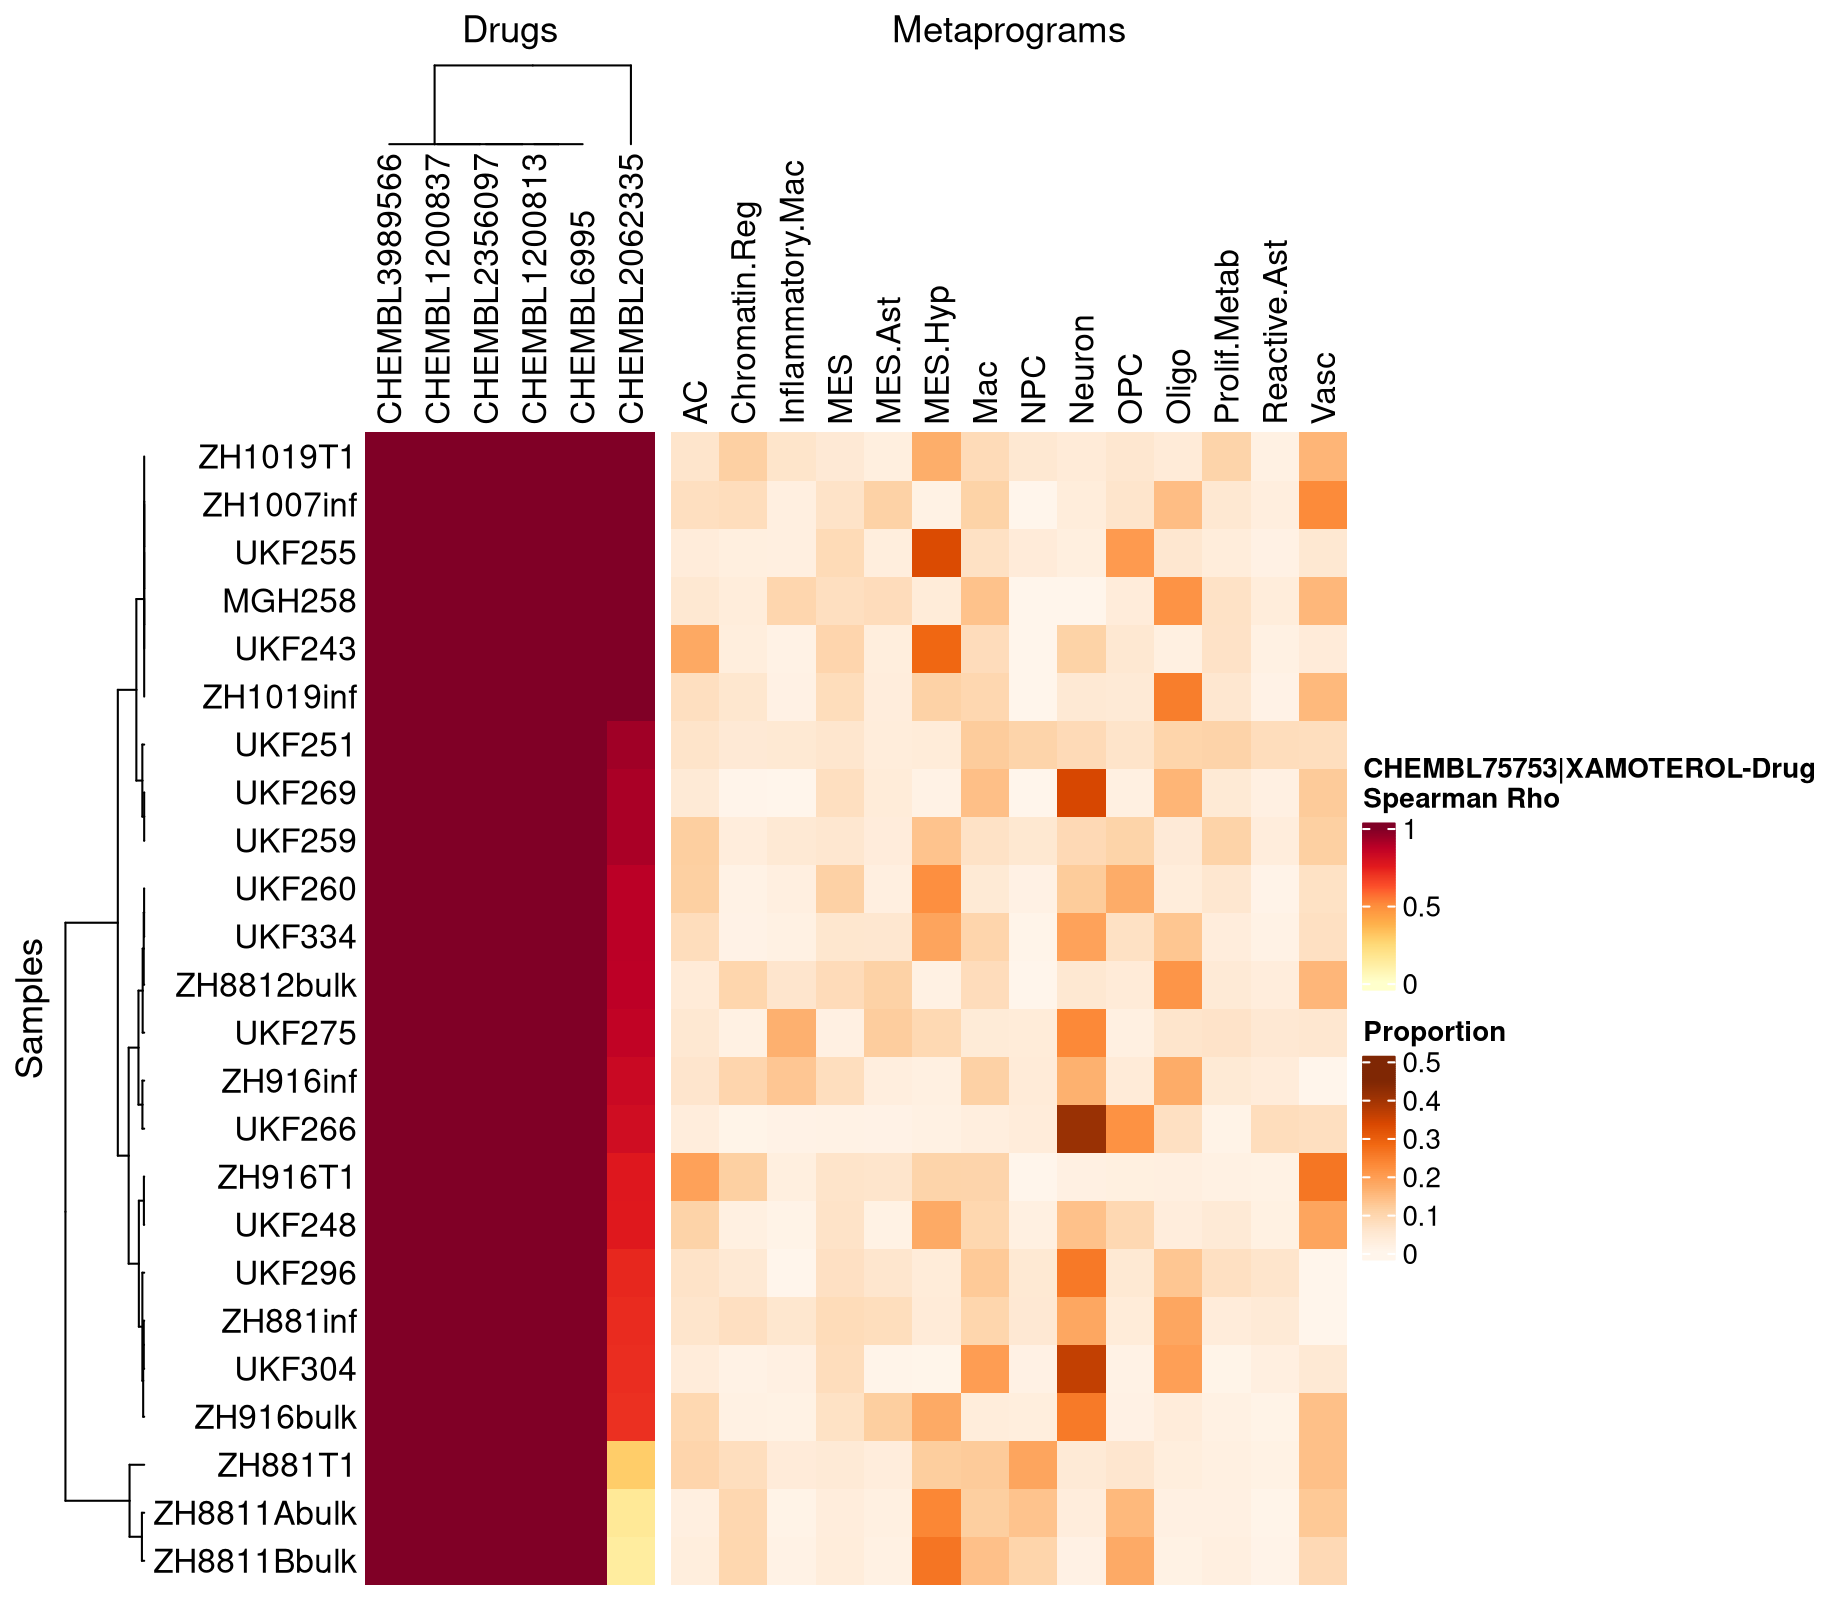 Drugs
Metaprograms
CHEMBL3989566
CHEMBL1200837
CHEMBL2356097
CHEMBL1200813
CHEMBL6995
CHEMBL2062335
AC
Chromatin.Reg
Inflammatory.Mac
MES
MES.Ast
MES.Hyp
Mac
NPC
Neuron
OPC
Oligo
Prolif.Metab
Reactive.Ast
Vasc
Samples
ZH1019T1
ZH1007inf
UKF255
MGH258
UKF243
ZH1019inf
UKF251
UKF269
UKF259
UKF260
UKF334
ZH8812bulk
UKF275
ZH916inf
UKF266
ZH916T1
UKF248
UKF296
ZH881inf
UKF304
ZH916bulk
ZH881T1
ZH8811Abulk
ZH8811Bbulk
CHEMBL75753|XAMOTEROL-Drug
Spearman Rho
1
0.5
0
Proportion
0.5
0.4
0.3
0.2
0.1
0